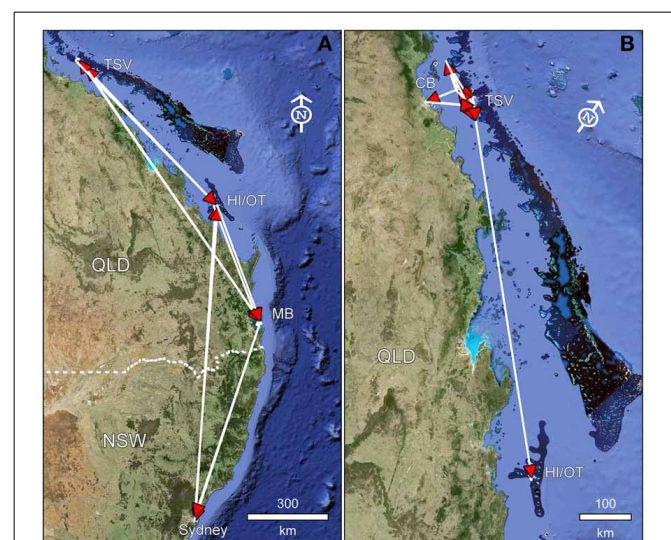 A
TSV
N
HI/OT
QLD
MB
NSW
300
km
Sydney
B
CB
TSV
N
QLD
HI/OT
100
km